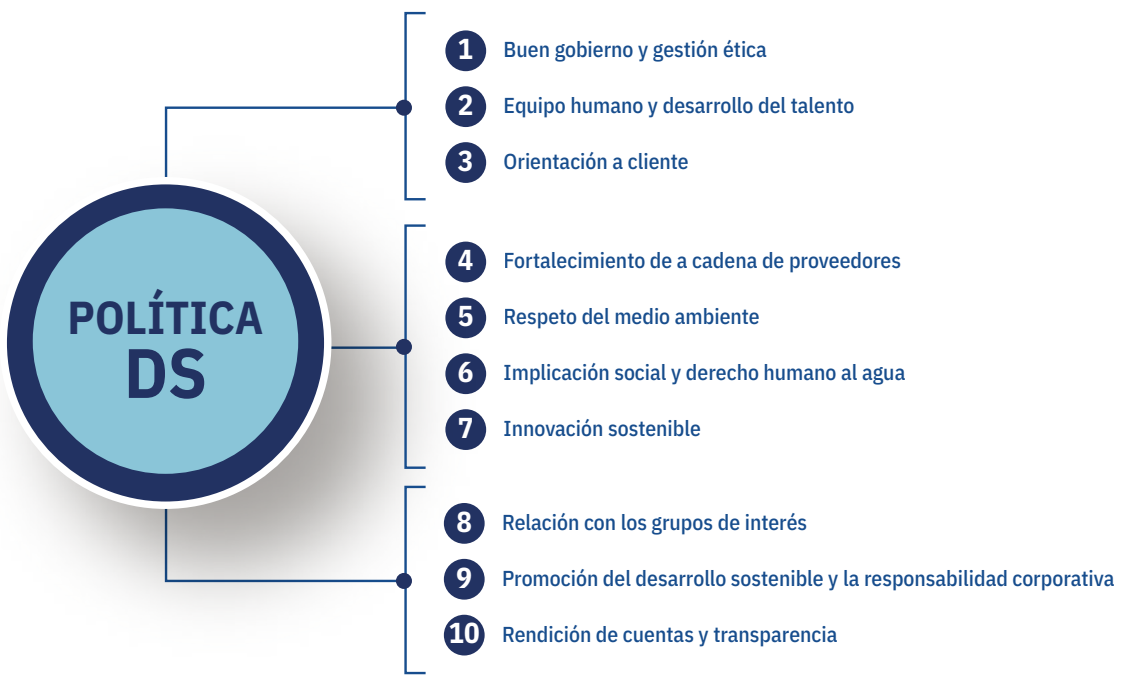 POLÍTICA
DS
1 Buen gobierno y gestión ética
2 Equipo humano y desarrollo del talento
3 Orientación a cliente
4 Fortalecimiento de a cadena de proveedores
5 Respeto del medio ambiente
6 Implicación social y derecho humano al agua
7 Innovación sostenible
8 Relación con los grupos de interés
9 Promoción del desarrollo sostenible y la responsabilidad corporativa
10 Rendición de cuentas y transparencia